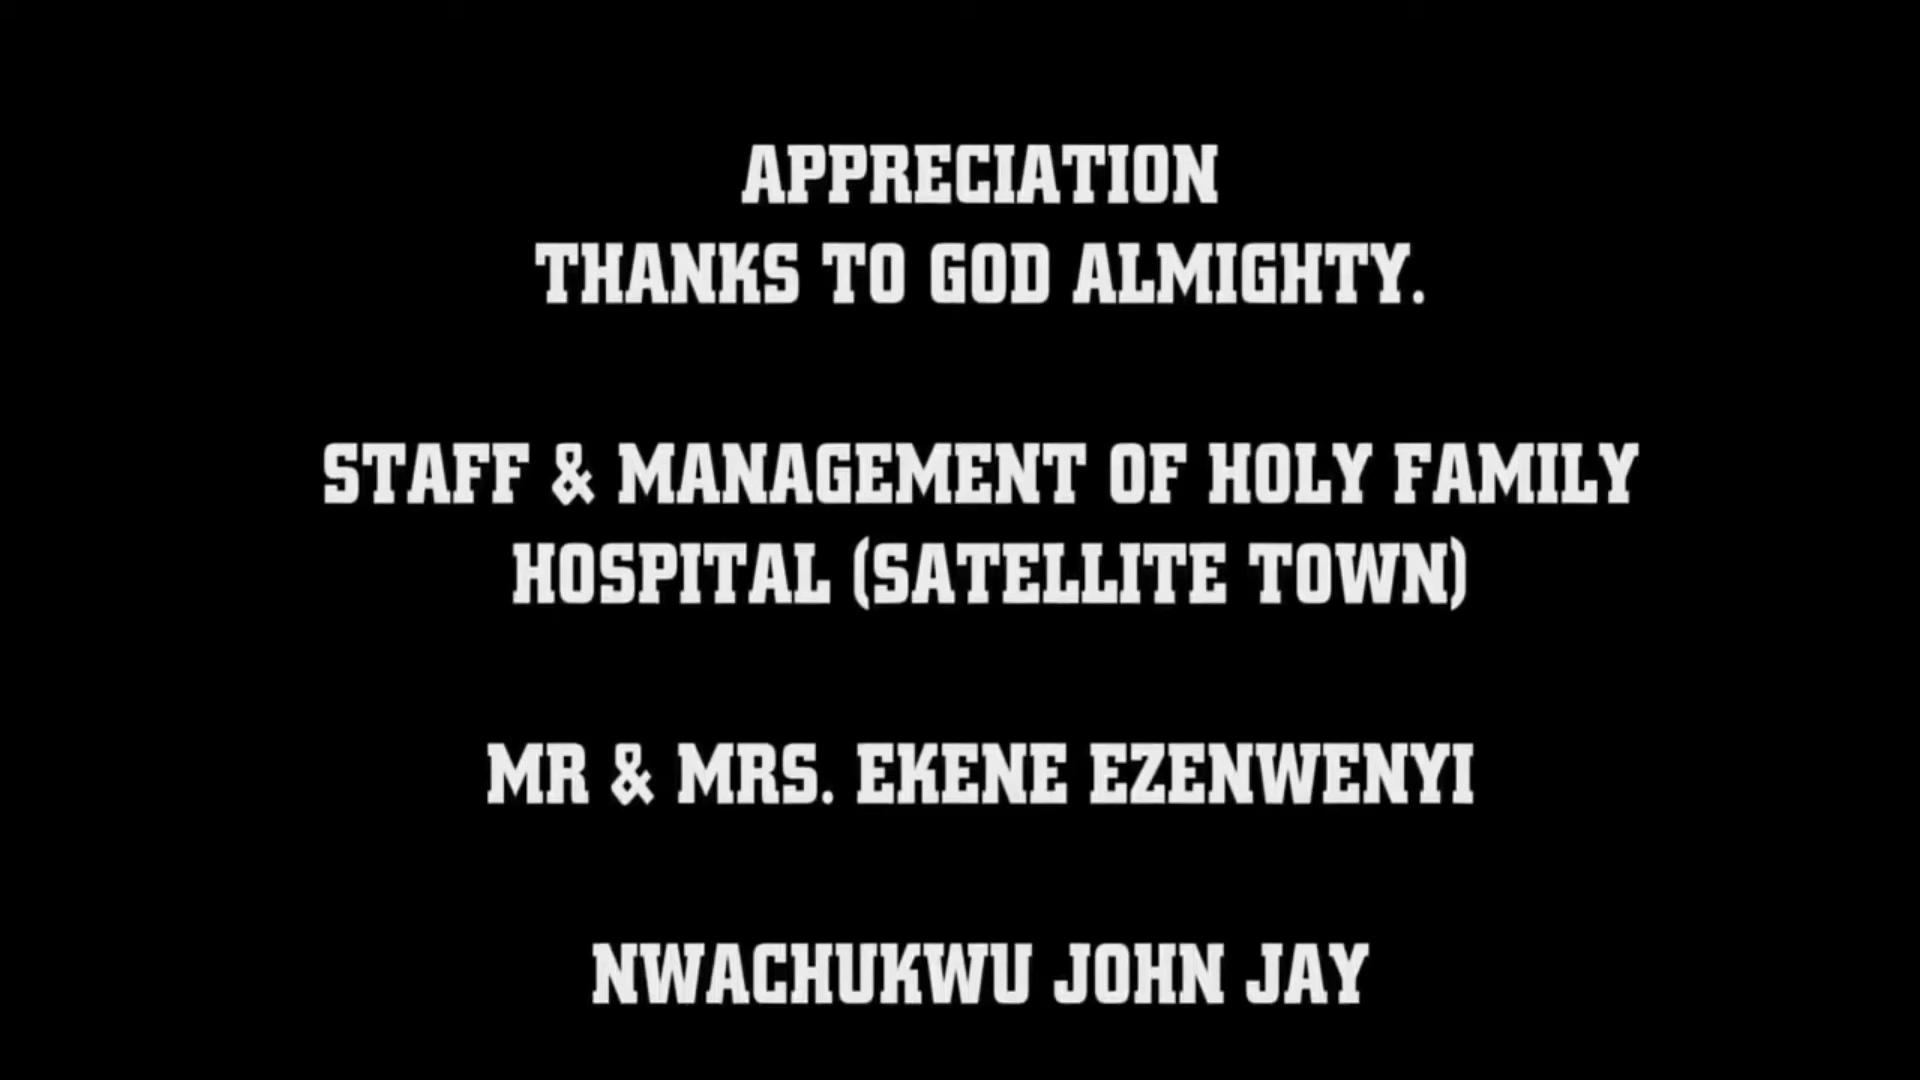 APPRECIATION
THANKS TO GOD ALMIGHTY.
STAFF & MANAGEMENT OF HOLY FAMILY
HOSPITAL (SATELLITE TOWN)
MR & MRS. EKENE EZENWENYI
NWACHUKWU JOHN JAY